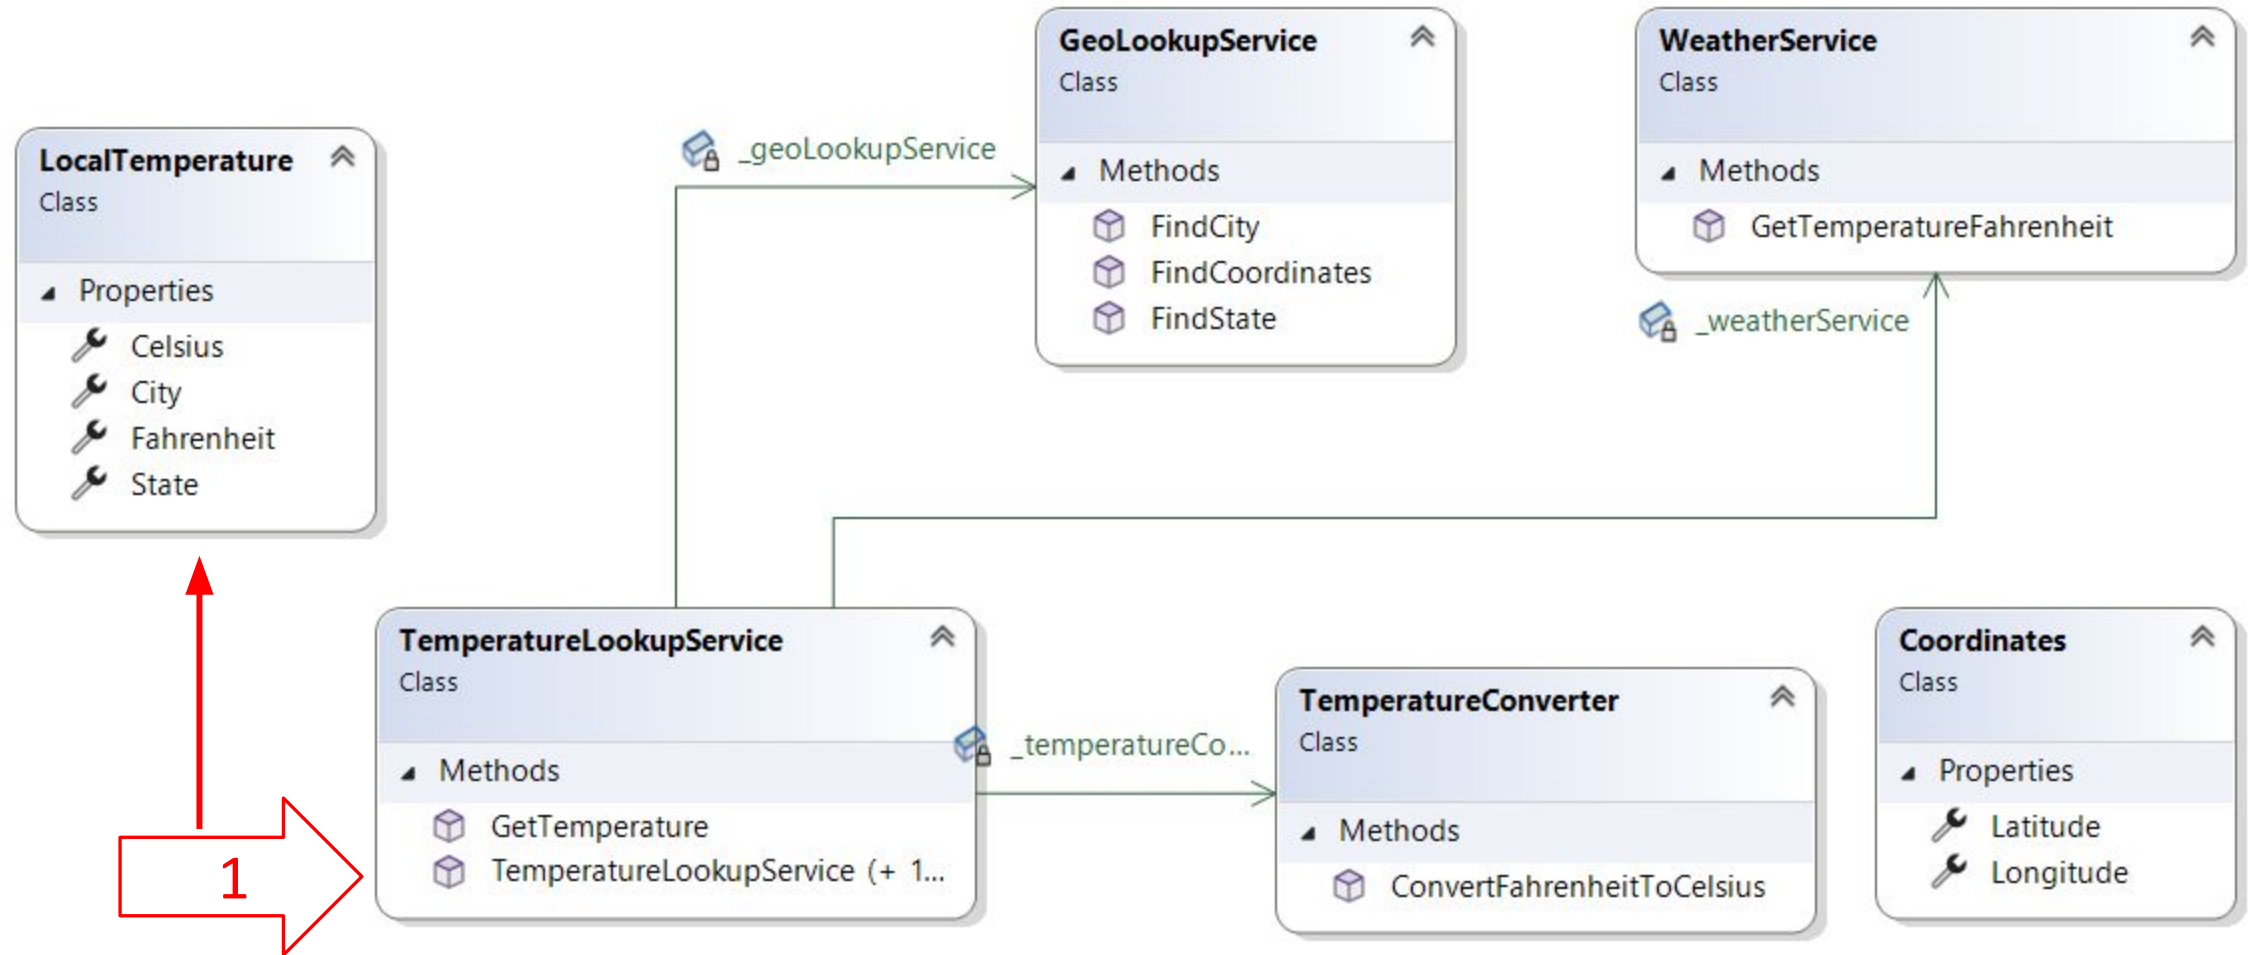 LocalTemperature
Class
Properties
Celsius
City
Fahrenheit
State
_geoLookupService
GeoLookupService
Class
Methods
FindCity
FindCoordinates
FindState
WeatherService
Class
Methods
GetTemperatureFahrenheit
_weatherService
1
TemperatureLookupService
Class
Methods
GetTemperature
TemperatureLookupService (+ 1...
_temperatureCo...
TemperatureConverter
Class
Methods
ConvertFahrenheitToCelsius
Coordinates
Class
Properties
Latitude
Longitude